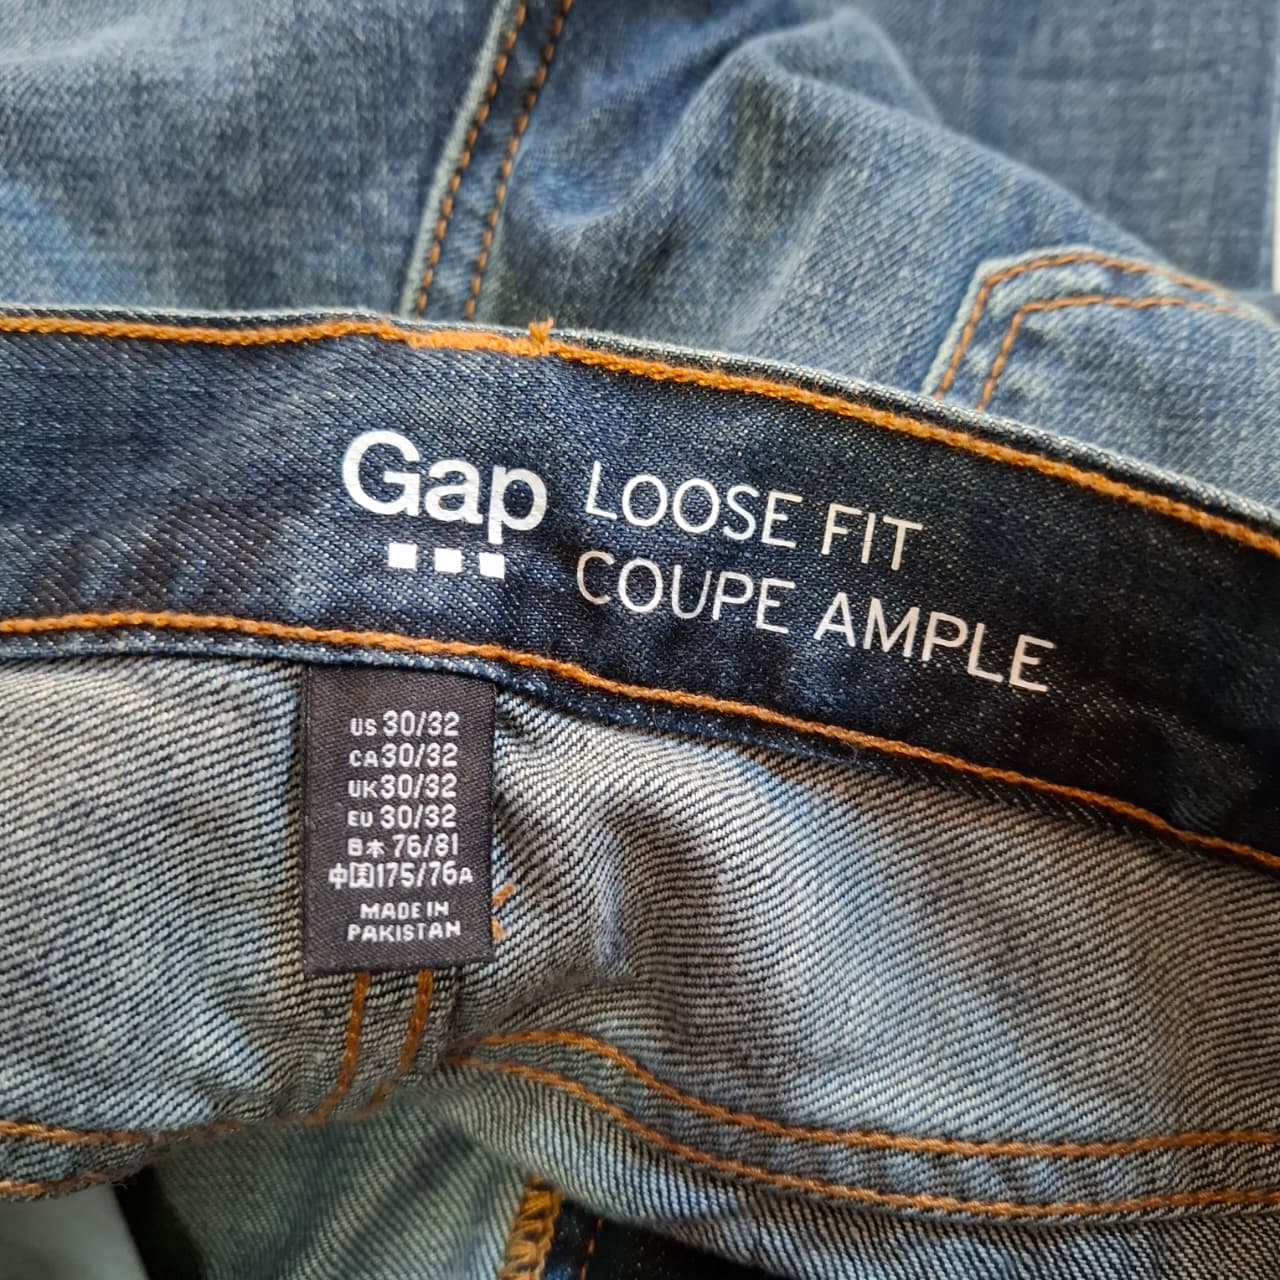 Gap
LOOSE FIT
COUPE AMPLE
US 30/32
CA 30/32
UK 30/32
EU 30/32
日本 76/81
中国 175/76A
MADE IN
PAKISTAN